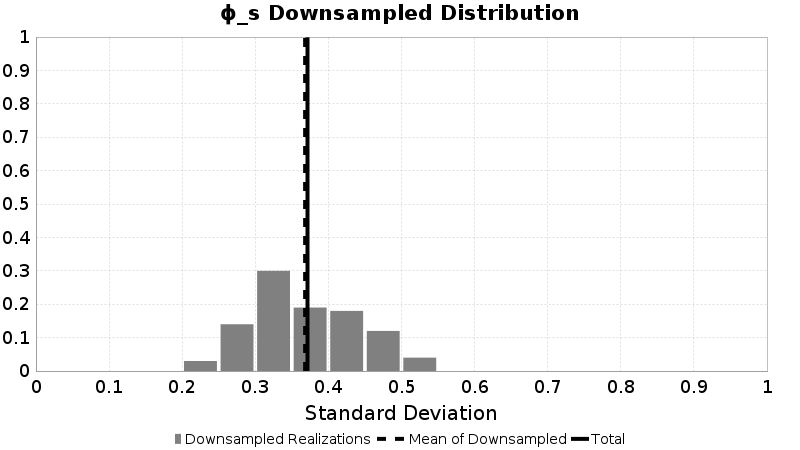 ϕ_s Downsampled Distribution
1
0.9
0.8
0.7
0.6
0.5
0.4
0.3
0.2
0.1
0
0 0.1 0.2 0.3 0.4 0.5 0.6 0.7 0.8 0.9 1
Standard Deviation
Downsampled Realizations Mean of Downsampled Total